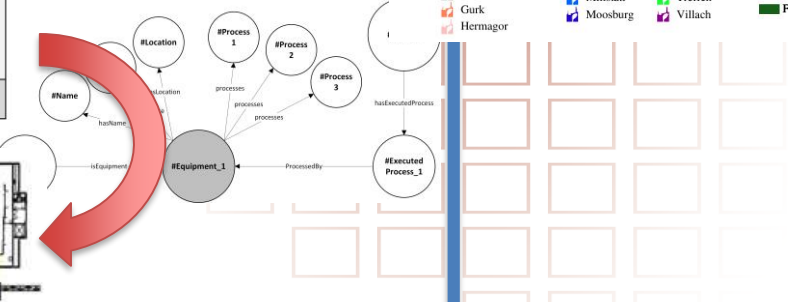 Gurk
Hermagor
Moosburg
Villach
#Location
#Process
1
#Process
2
#Process
3
#Name
hasName
processes
processes
processes
hasExecutedProcess
#Equipment_1
isEquipment
ProcessedBy
#Executed
Process_1